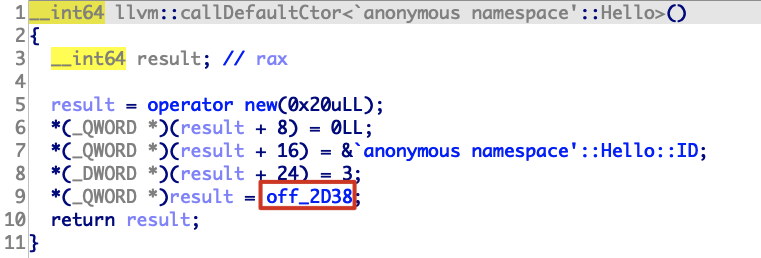 1 __int64 llvm::callDefaultCtor<`anonymous namespace'::Hello>()
2 {
3 __int64 result; // rax
4
5 result = operator new(0x20uLL);
6 *(_QWORD *)(result + 8) = 0LL;
7 *(_QWORD *)(result + 16) = &`anonymous namespace'::Hello::ID;
8 *(_DWORD *)(result + 24) = 3;
9 *(_QWORD *)result = off_2D38;
10 return result;
11 }